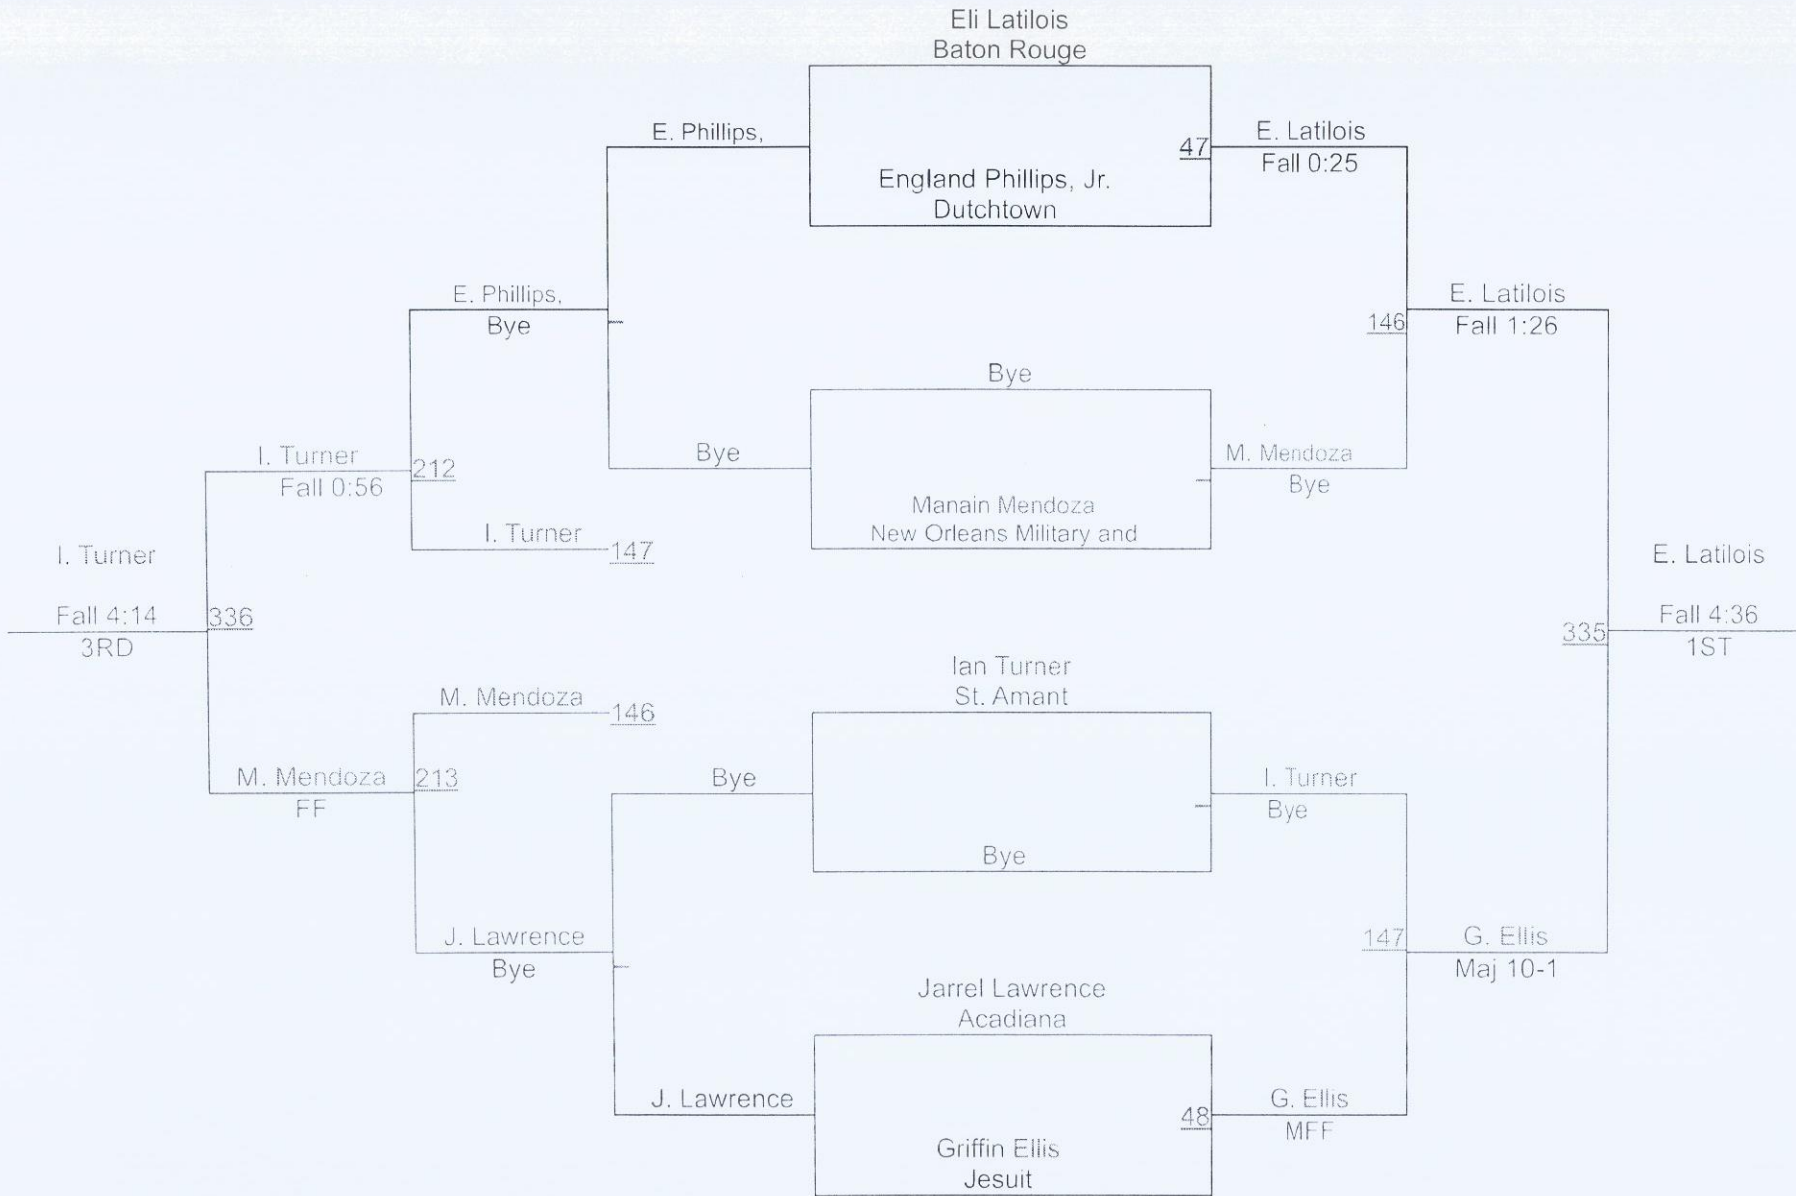 Eli Latilois
Baton Rouge
E. Phillips,
47
E. Latilois
Fall 0:25
England Phillips, Jr.
Dutchtown
E. Phillips,
Bye
146
E. Latilois
Fall 1:26
Bye
I. Turner
Fall 0:56
212
Bye
M. Mendoza
Bye
Manain Mendoza
New Orleans Military and
I. Turner
147
I. Turner
Fall 4:14
3RD
336
E. Latilois
335
Fall 4:36
1ST
Ian Turner
St. Amant
M. Mendoza
146
M. Mendoza
FF
213
Bye
I. Turner
Bye
Bye
J. Lawrence
Bye
147
G. Ellis
Maj 10-1
Jarrel Lawrence
Acadiana
J. Lawrence
48
G. Ellis
MFF
Griffin Ellis
Jesuit